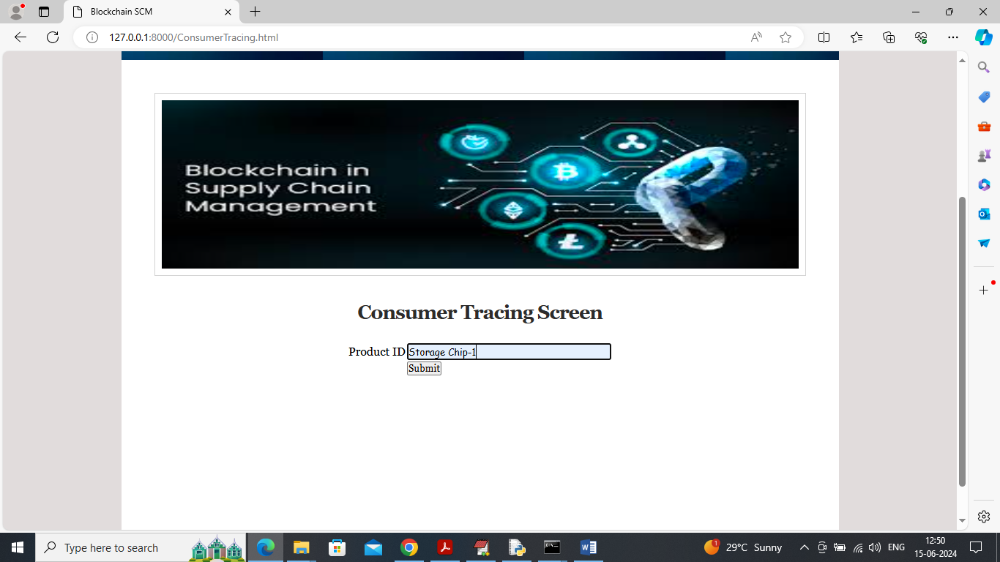 Blockchain SCM
127.0.0.1:8000/ConsumerTracing.html
Blockchain in
Supply Chain
Management
Consumer Tracing Screen
Product ID Storage Chip-1
Submit
Type here to search
29°C Sunny
ENG
12:50
15-06-2024
1